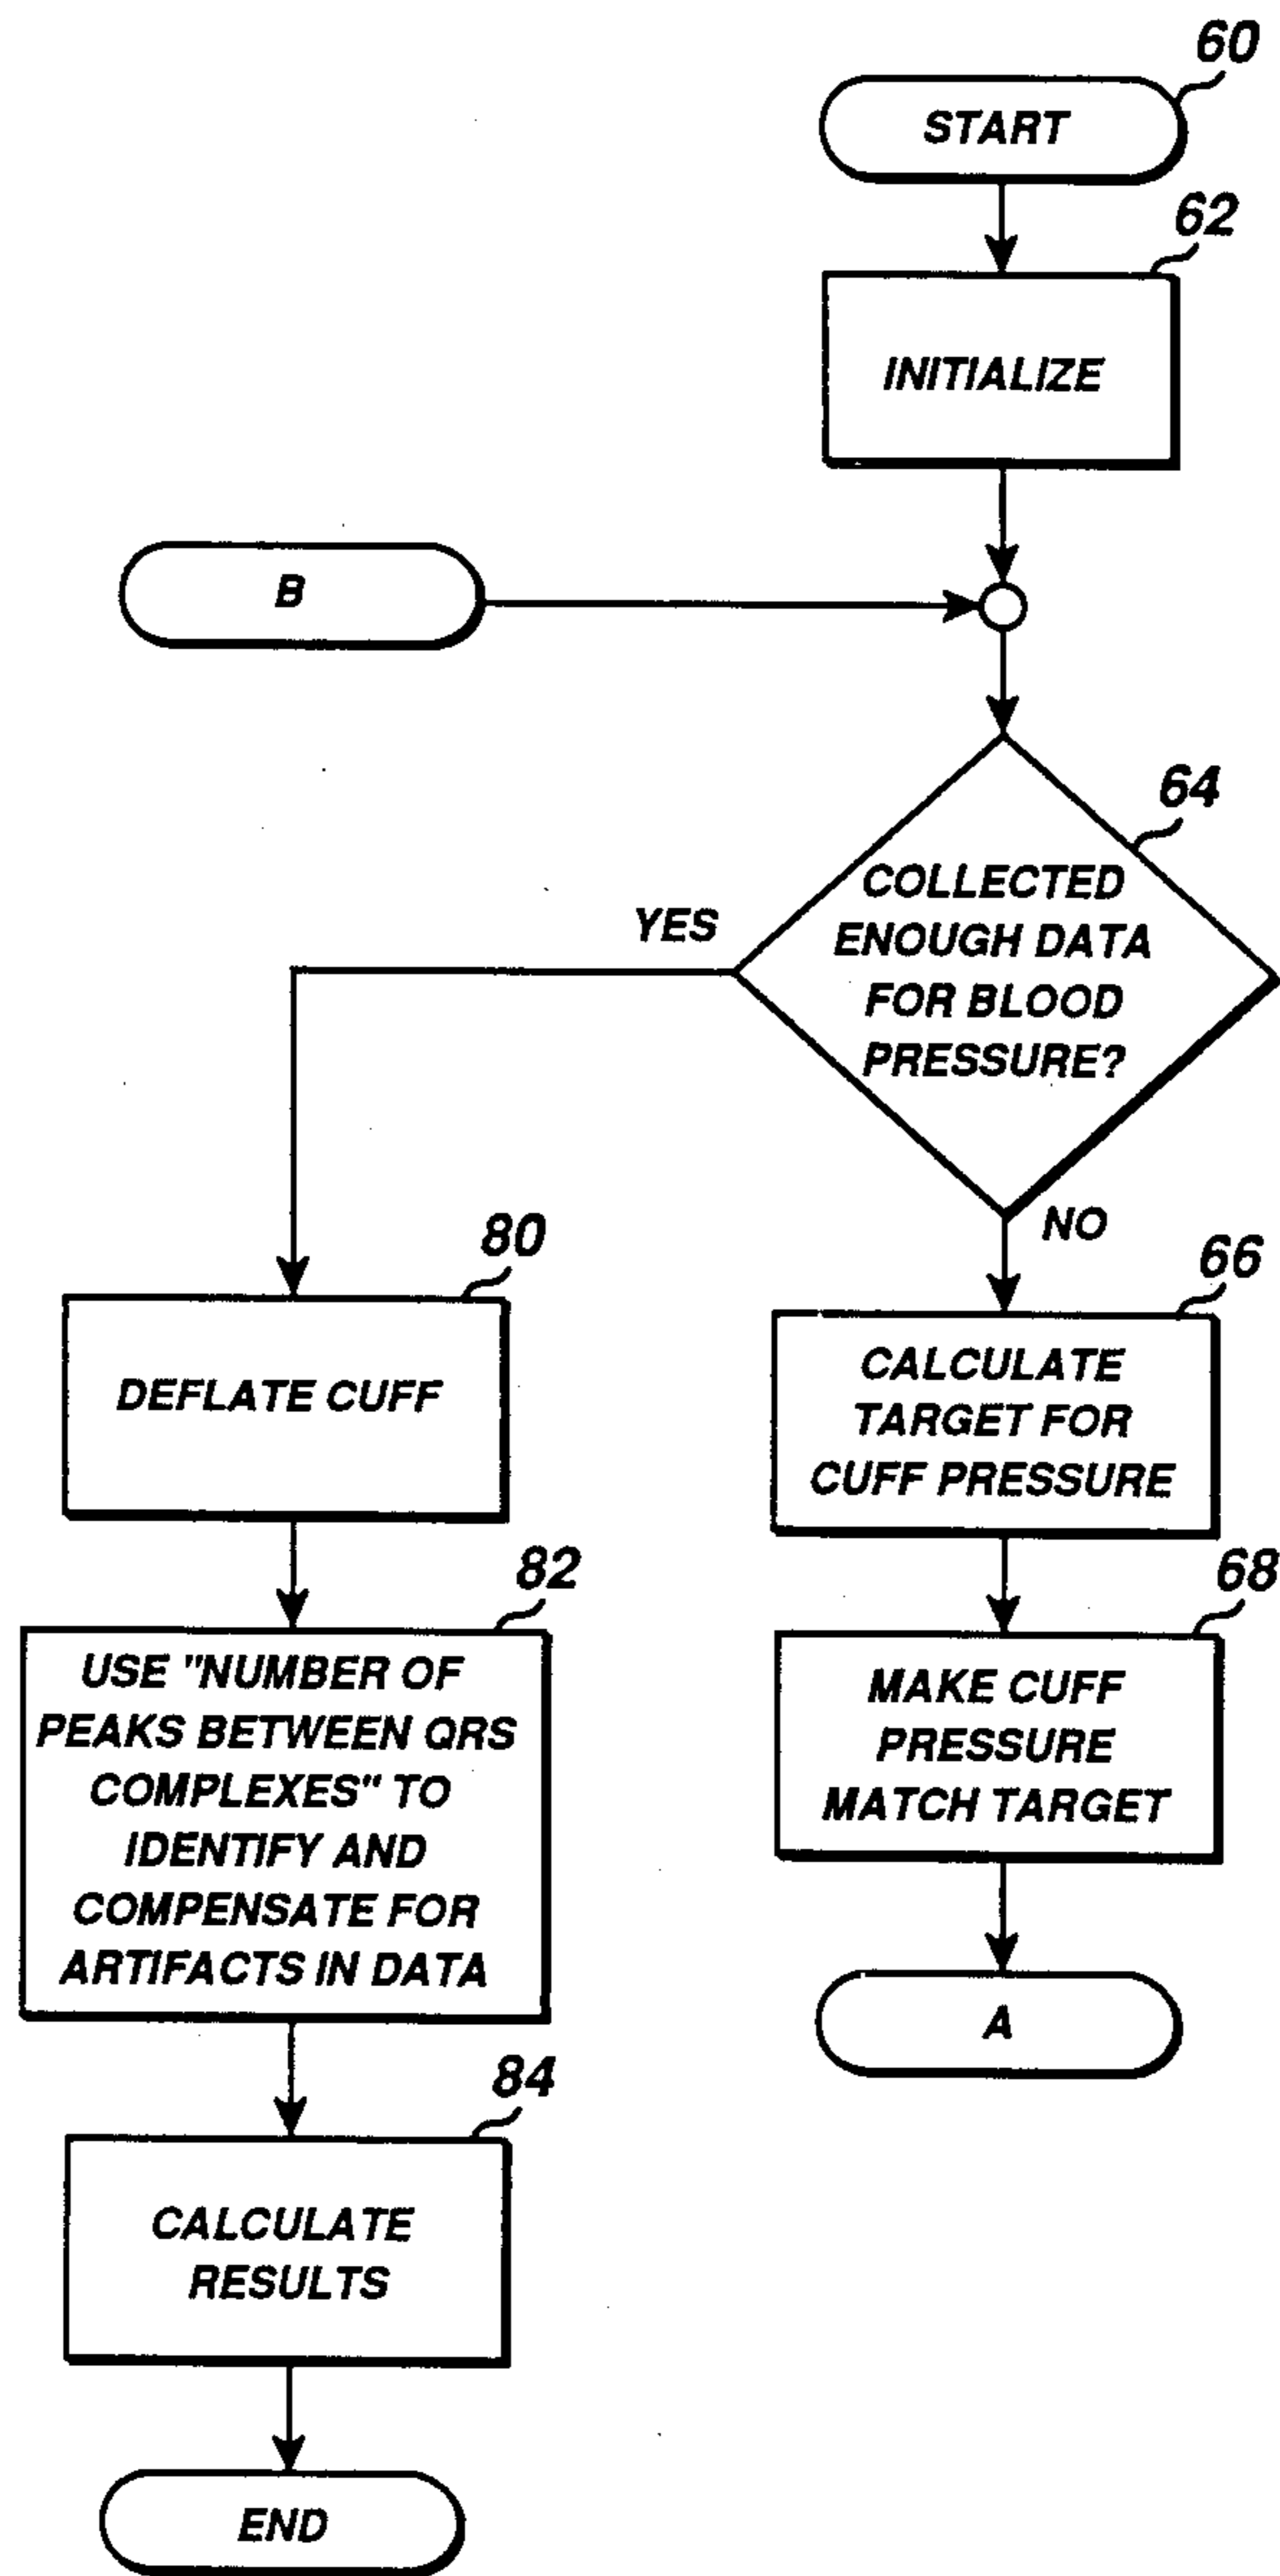 60
START
62
INITIALIZE
B
64
COLLECTED
ENOUGH DATA
FOR BLOOD
PRESSURE?
YES
NO
80
DEFLATE CUFF
66
CALCULATE
TARGET FOR
CUFF PRESSURE
82
USE "NUMBER OF
PEAKS BETWEEN QRS
COMPLEXES" TO
IDENTIFY AND
COMPENSATE FOR
ARTIFACTS IN DATA
68
MAKE CUFF
PRESSURE
MATCH TARGET
A
84
CALCULATE
RESULTS
END